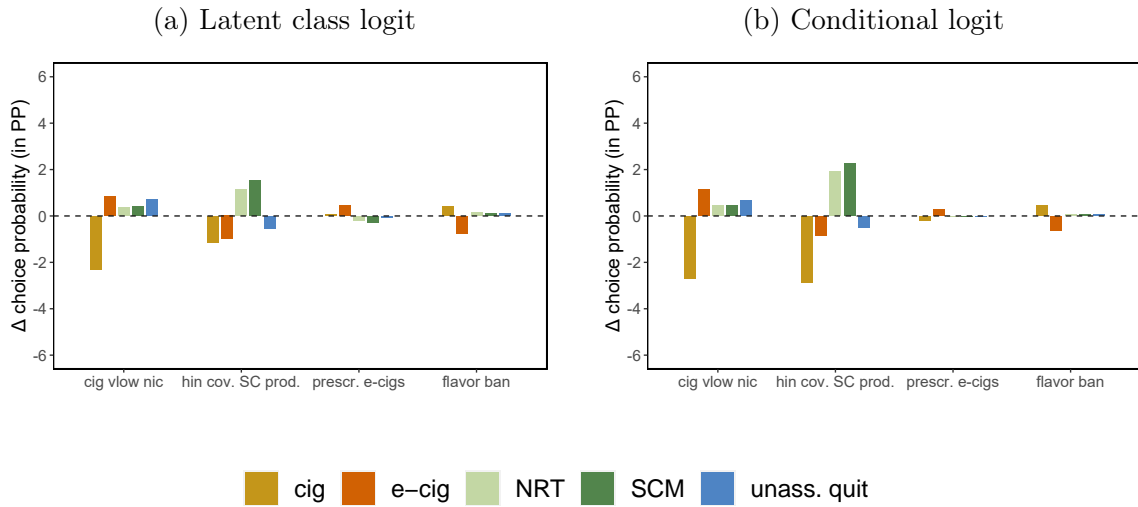 (a) Latent class logit
Δ choice probability (in PP)
6
4
2
0
-2
-4
-6
cig vlow nic hin cov. SC prod. prescr. e-cigs flavor ban
(b) Conditional logit
Δ choice probability (in PP)
6
4
2
0
-2
-4
-6
cig vlow nic hin cov. SC prod. prescr. e-cigs flavor ban
cig e−cig NRT SCM unass. quit